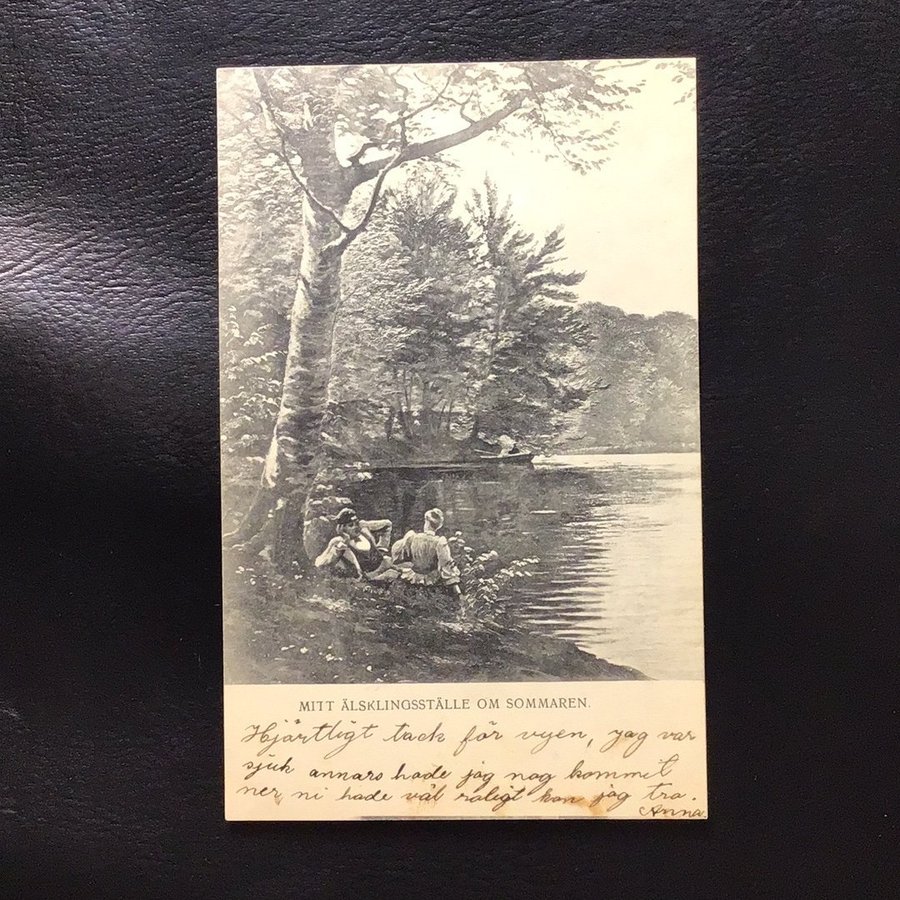 MITT ÄLSKLINGSSTÄLLE OM SOMMAREN.
Hjärtligt tack för vyen, jag var
sjuk annars hade jag nog kommit
ner ni hade väl roligt kan jag tro.
Anna.